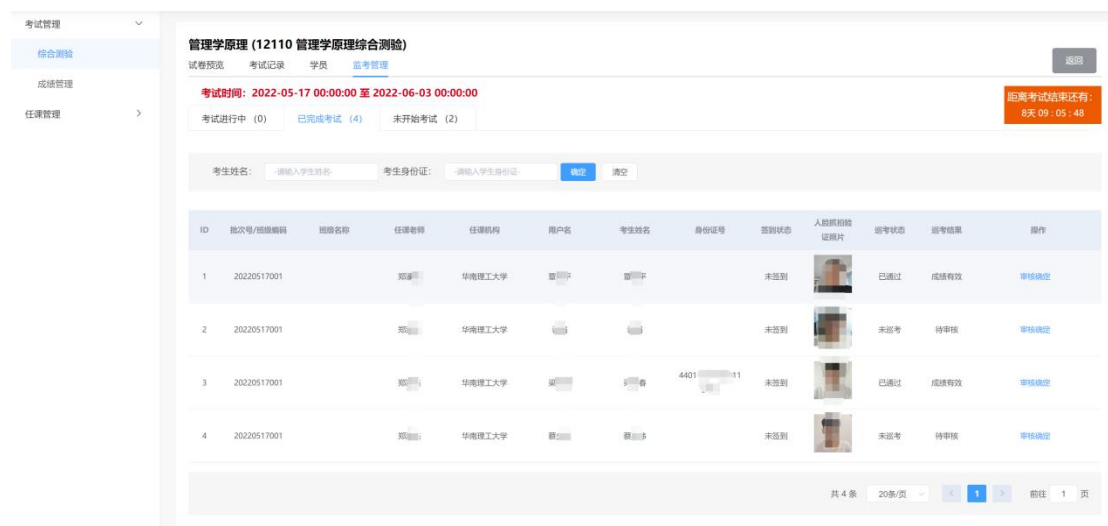 考试管理
综合测验
成绩管理
任课管理
管理学原理 (12110 管理学原理综合测验)
试卷预览 考试记录 学员 监考管理
返回
考试时间：2022-05-17 00:00:00 至 2022-06-03 00:00:00
距离考试结束还有：
8天 09 : 05 : 48
考试进行中 (0) 已完成考试 (4) 未开始考试 (2)
考生姓名： -请输入学生姓名- 考生身份证： -请输入学生身份证- 确定 清空
ID 批次号/班级编码 班级名称 任课老师 任课机构 用户名 考生姓名 身份证号 签到状态 人脸抓拍验证照片 巡考状态 巡考结果 操作
1 20220517001 郑 华南理工大学 未签到 已通过 成绩有效 审核确定
2 20220517001 郑 华南理工大学 未签到 未巡考 待审核 审核确定
3 20220517001 郑 华南理工大学 梁 春 4401 11 未签到 已通过 成绩有效 审核确定
4 20220517001 郑 华南理工大学 蔡 蔡 未签到 未巡考 待审核 审核确定
共 4 条 20条/页 1 前往 1 页